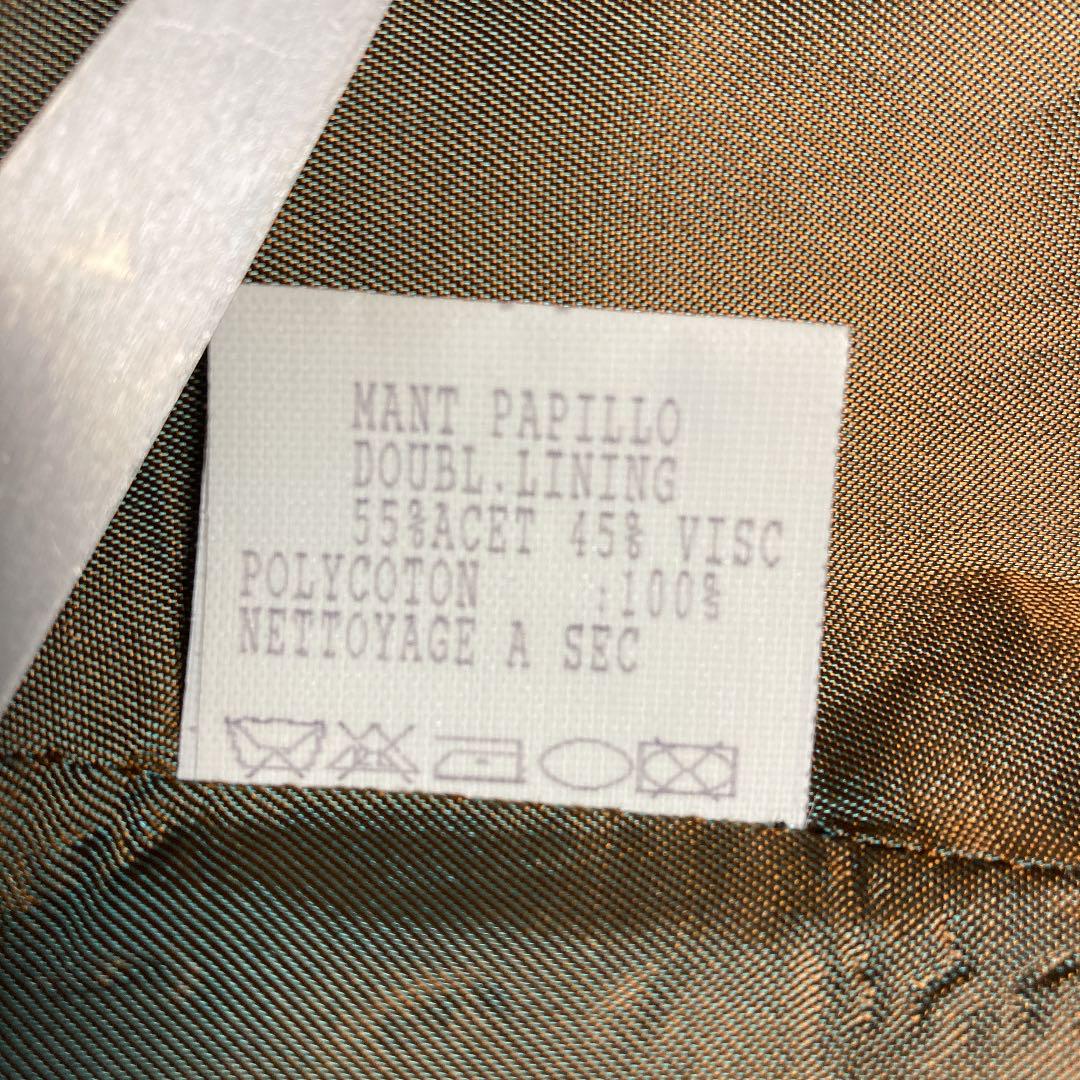 MANT PAPILLO
DOUBL.LINING
55%ACET 45% VISC
POLYCOTON :100%
NETTOYAGE A SEC